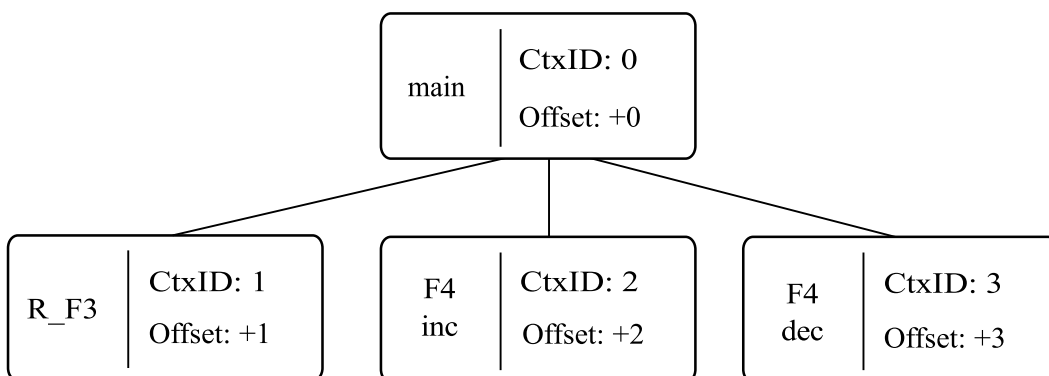 main
CtxID: 0
Offset: +0
R_F3
CtxID: 1
Offset: +1
F4
inc
CtxID: 2
Offset: +2
F4
dec
CtxID: 3
Offset: +3